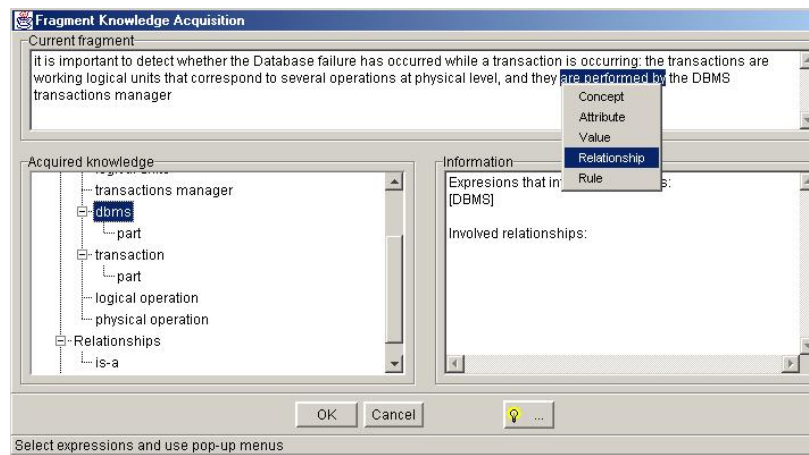 Fragment Knowledge Acquisition
Current fragment
it is important to detect whether the Database failure has occurred while a transaction is occurring: the transactions are
working logical units that correspond to several operations at physical level, and they are performed by the DBMS
transactions manager
Concept
Attribute
Value
Relationship
Rule
Acquired knowledge
transactions manager
dbms
part
transaction
part
logical operation
physical operation
Relationships
is-a
Information
Expresions that in s:
[DBMS]
Involved relationships:
OK Cancel ...
Select expressions and use pop-up menus